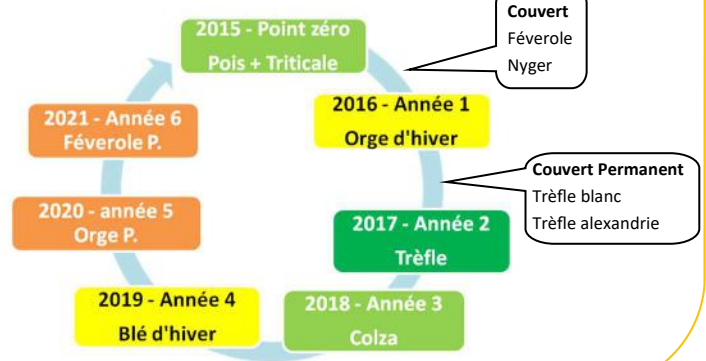 2015 - Point zéro
Pois + Triticale
Couvert
Féverole
Nyger
2016 - Année 1
Orge d'hiver
Couvert Permanent
Trèfle blanc
Trèfle alexandrie
2017 - Année 2
Trèfle
2018 - Année 3
Colza
2019 - Année 4
Blé d'hiver
2020 - année 5
Orge P.
2021 - Année 6
Féverole P.